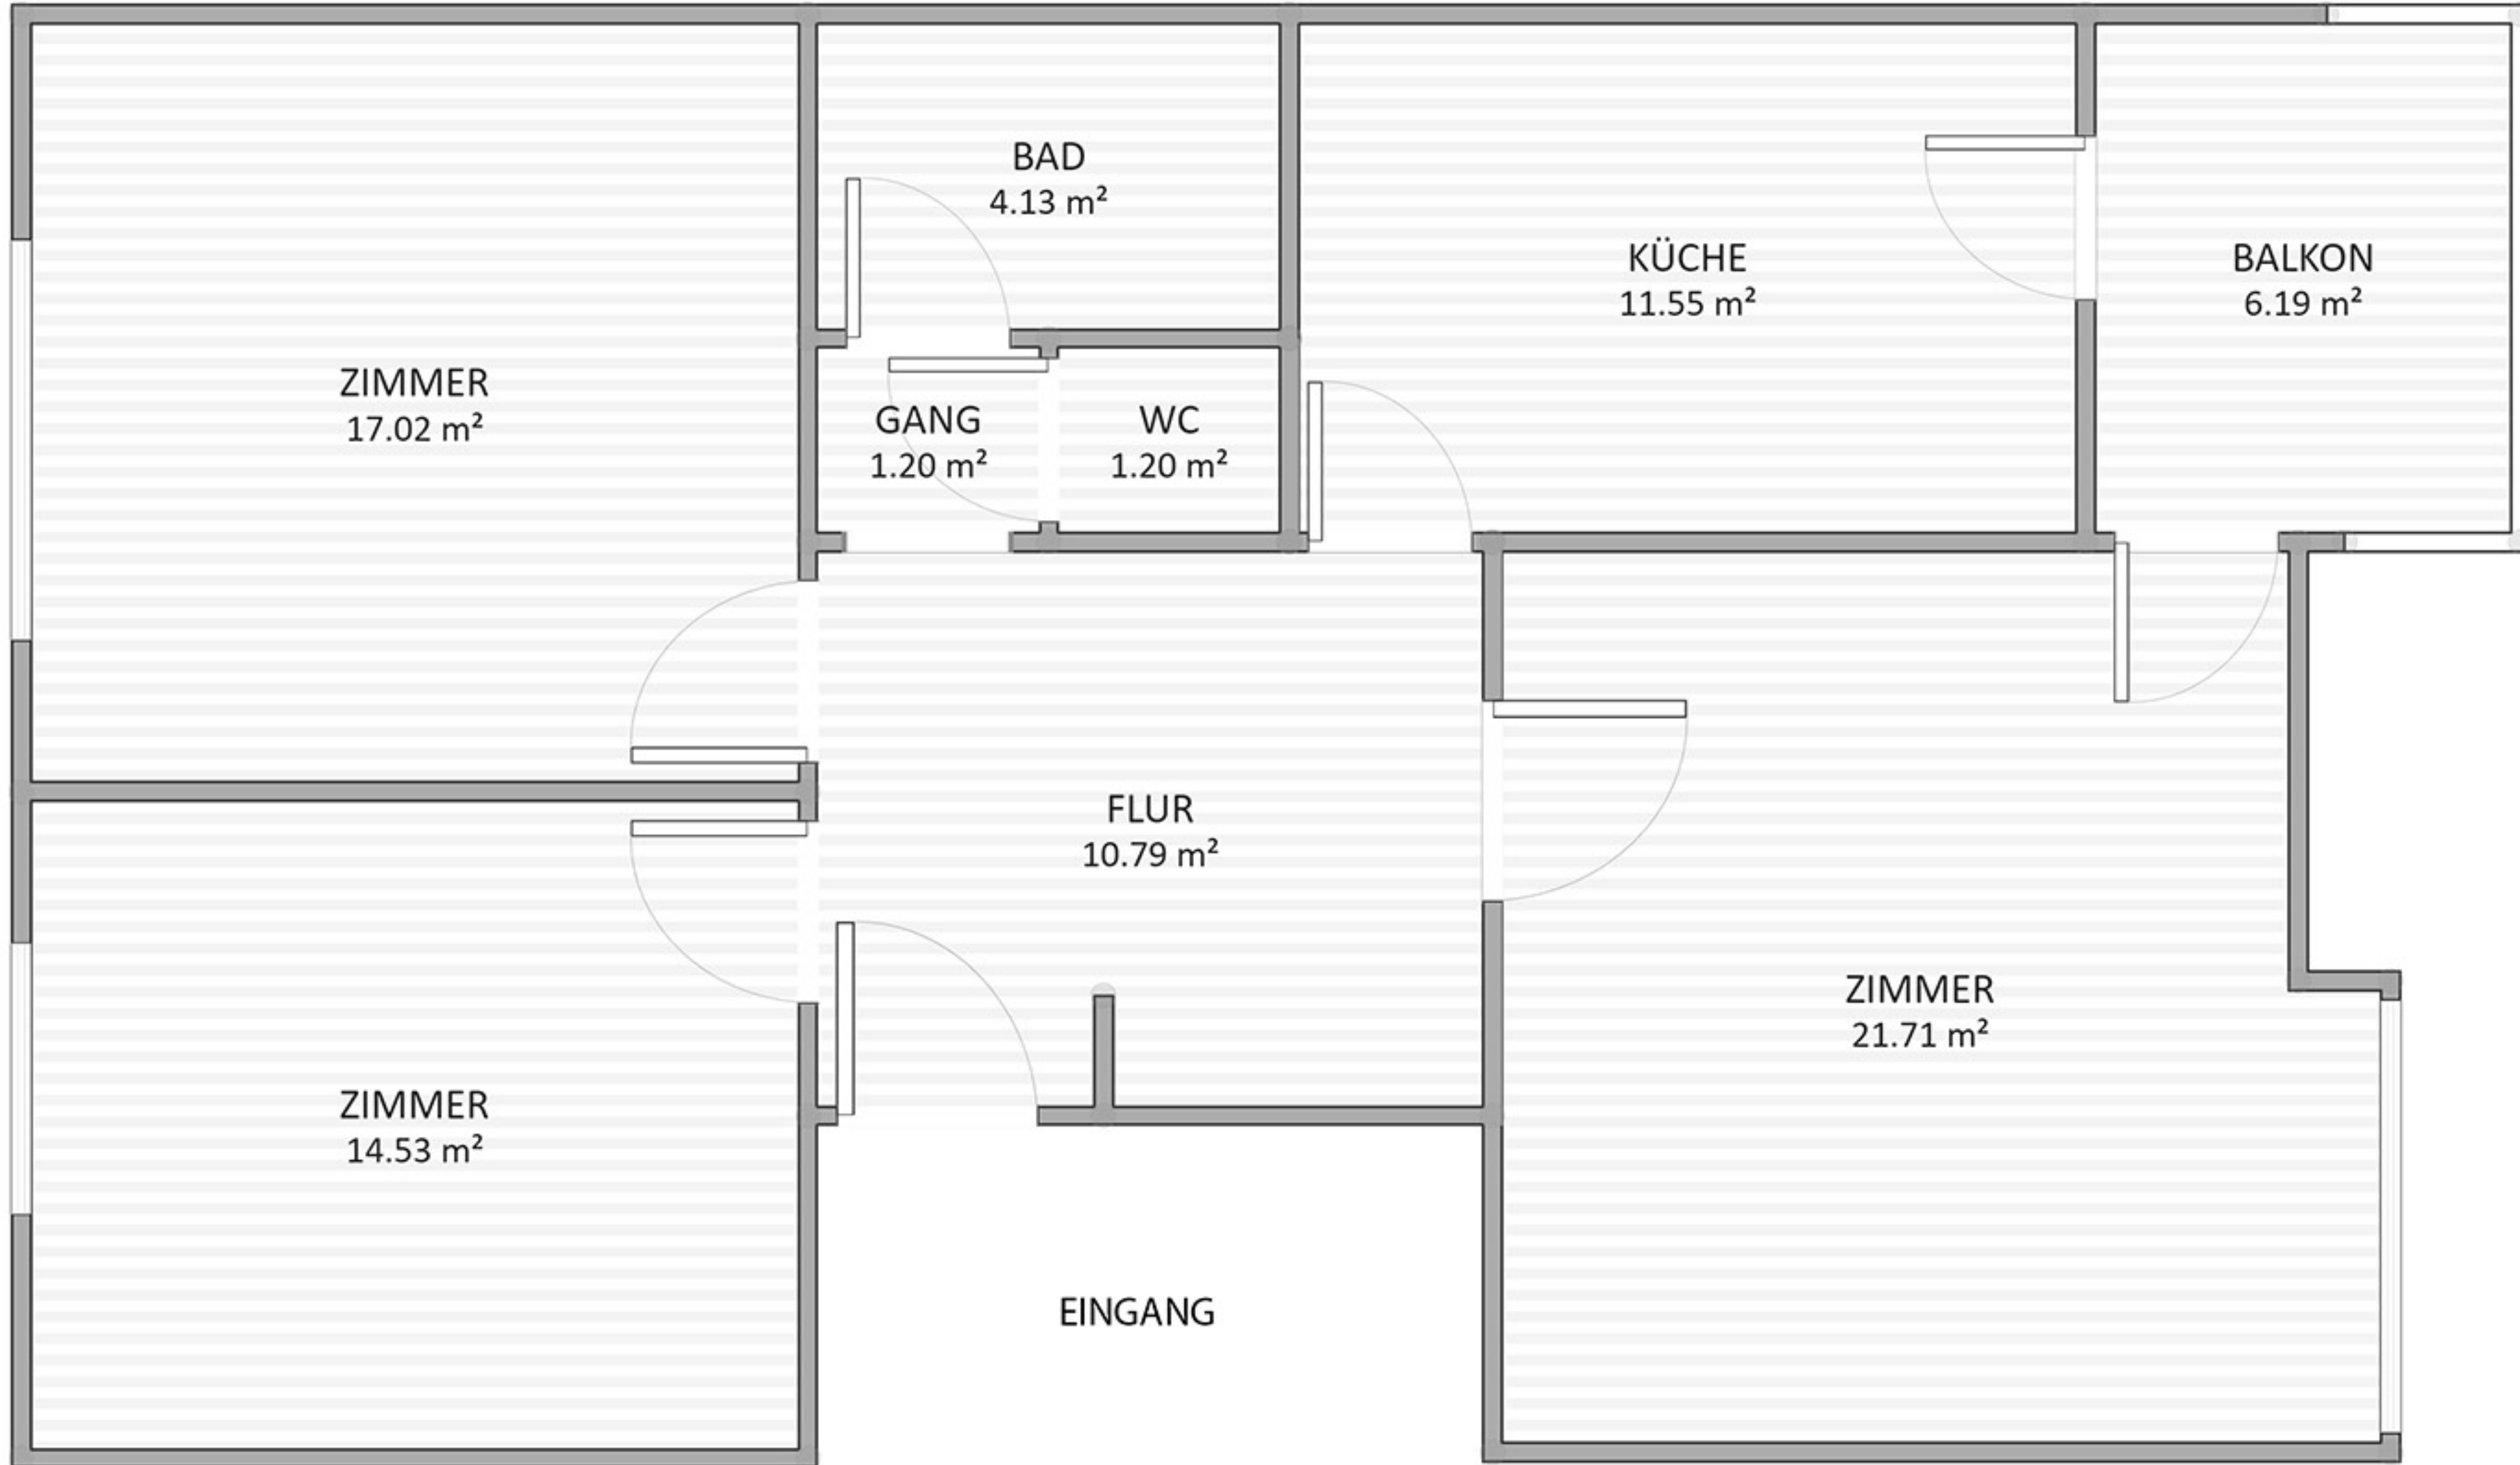 BAD
4.13 m²
KÜCHE
11.55 m²
BALKON
6.19 m²
ZIMMER
17.02 m²
GANG
1.20 m²
WC
1.20 m²
FLUR
10.79 m²
ZIMMER
21.71 m²
ZIMMER
14.53 m²
EINGANG